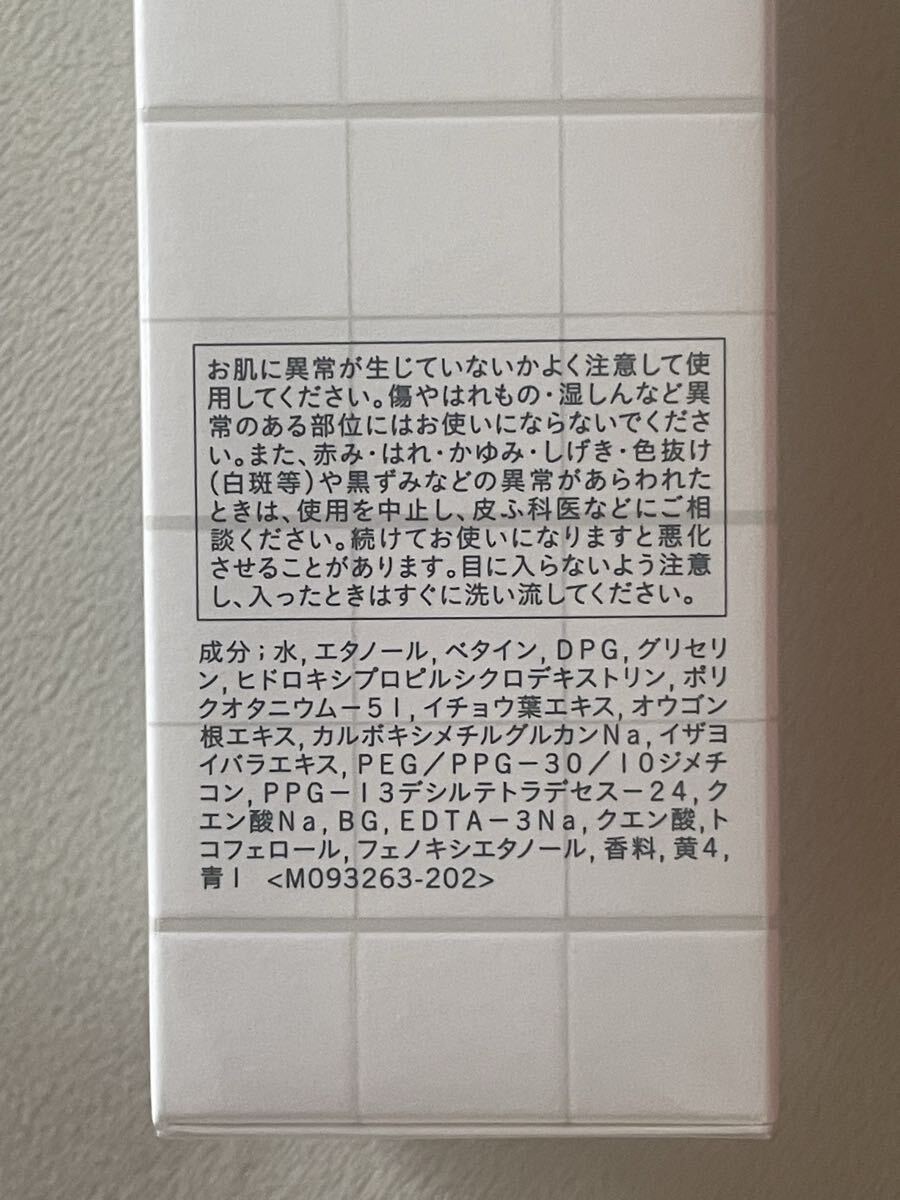 お肌に異常が生じていないかよく注意して使
用してください。傷やはれもの・湿しんなど異
常のある部位にはお使いにならないでくださ
い。また、赤み・はれ・かゆみ・しげき・色抜け
(白斑等)や黒ずみなどの異常があらわれた
ときは、使用を中止し、皮ふ科医などにご相
談ください。続けてお使いになりますと悪化
させることがあります。目に入らないよう注意
し、入ったときはすぐに洗い流してください。
成分；水, エタノール, ベタイン, DPG, グリセリ
ン, ヒドロキシプロピルシクロデキストリン, ポリ
クオタニウム－51, イチョウ葉エキス, オウゴン
根エキス, カルボキシメチルグルカンNa, イザヨ
イバラエキス, PEG／PPG－30／10ジメチ
コン, PPG－13デシルテトラデセス－24, ク
エン酸Na, BG, EDTA－3Na, クエン酸, ト
コフェロール, フェノキシエタノール, 香料, 黄4,
青1 <M093263-202>